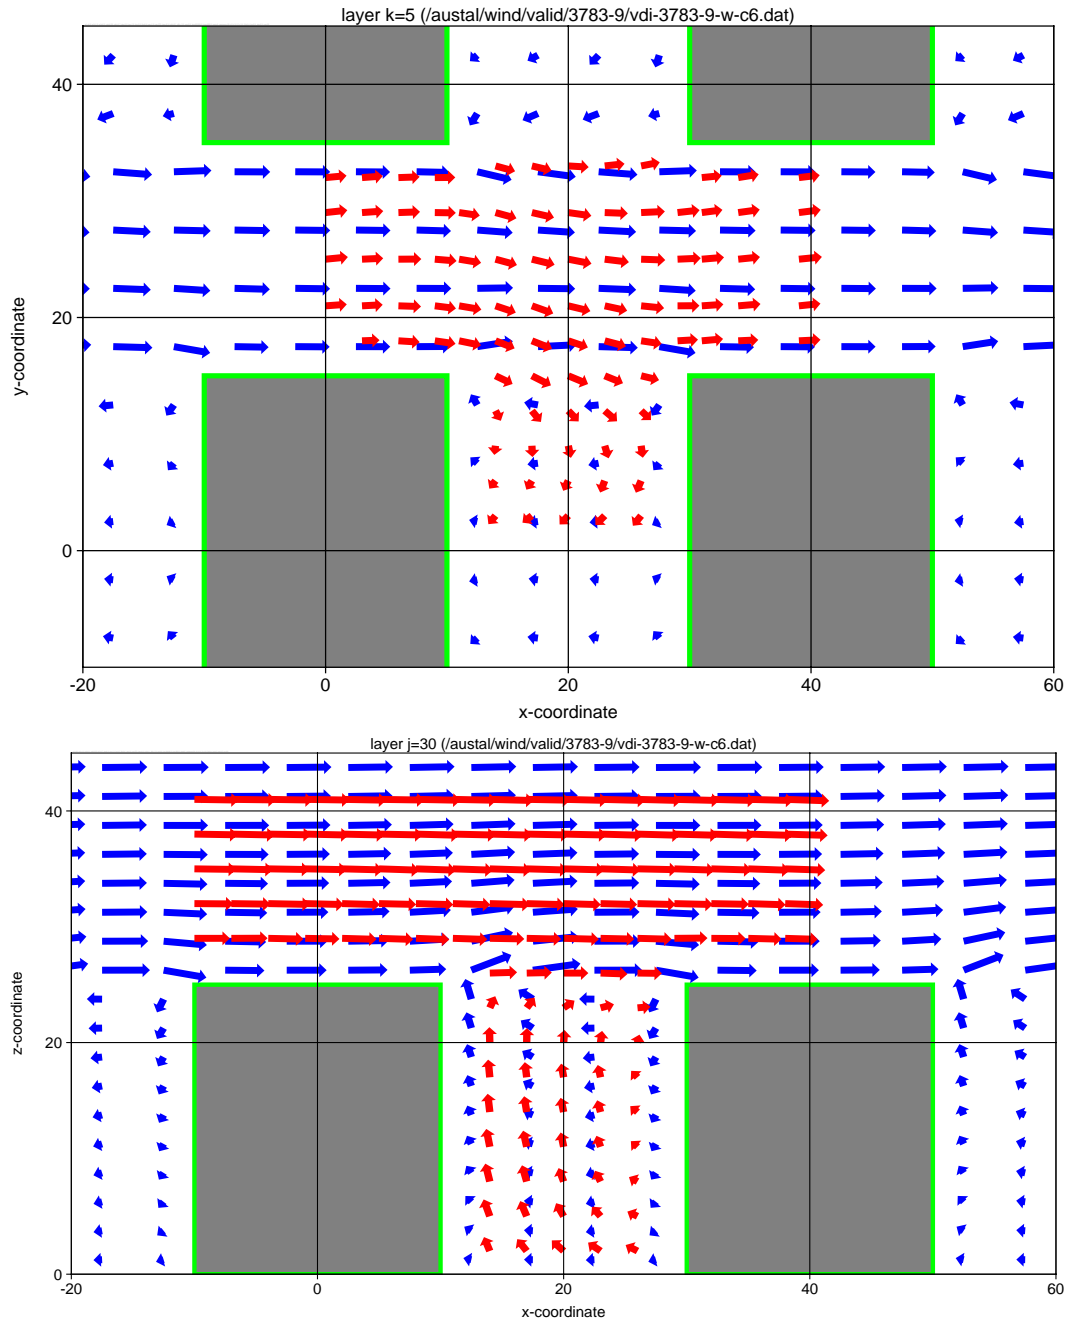 layer k=5 (/austal/wind/valid/3783-9/vdi-3783-9-w-c6.dat)
40
20
0
y-coordinate
-20 0 20 40 60
x-coordinate
layer j=30 (/austal/wind/valid/3783-9/vdi-3783-9-w-c6.dat)
40
20
0
z-coordinate
-20 0 20 40 60
x-coordinate